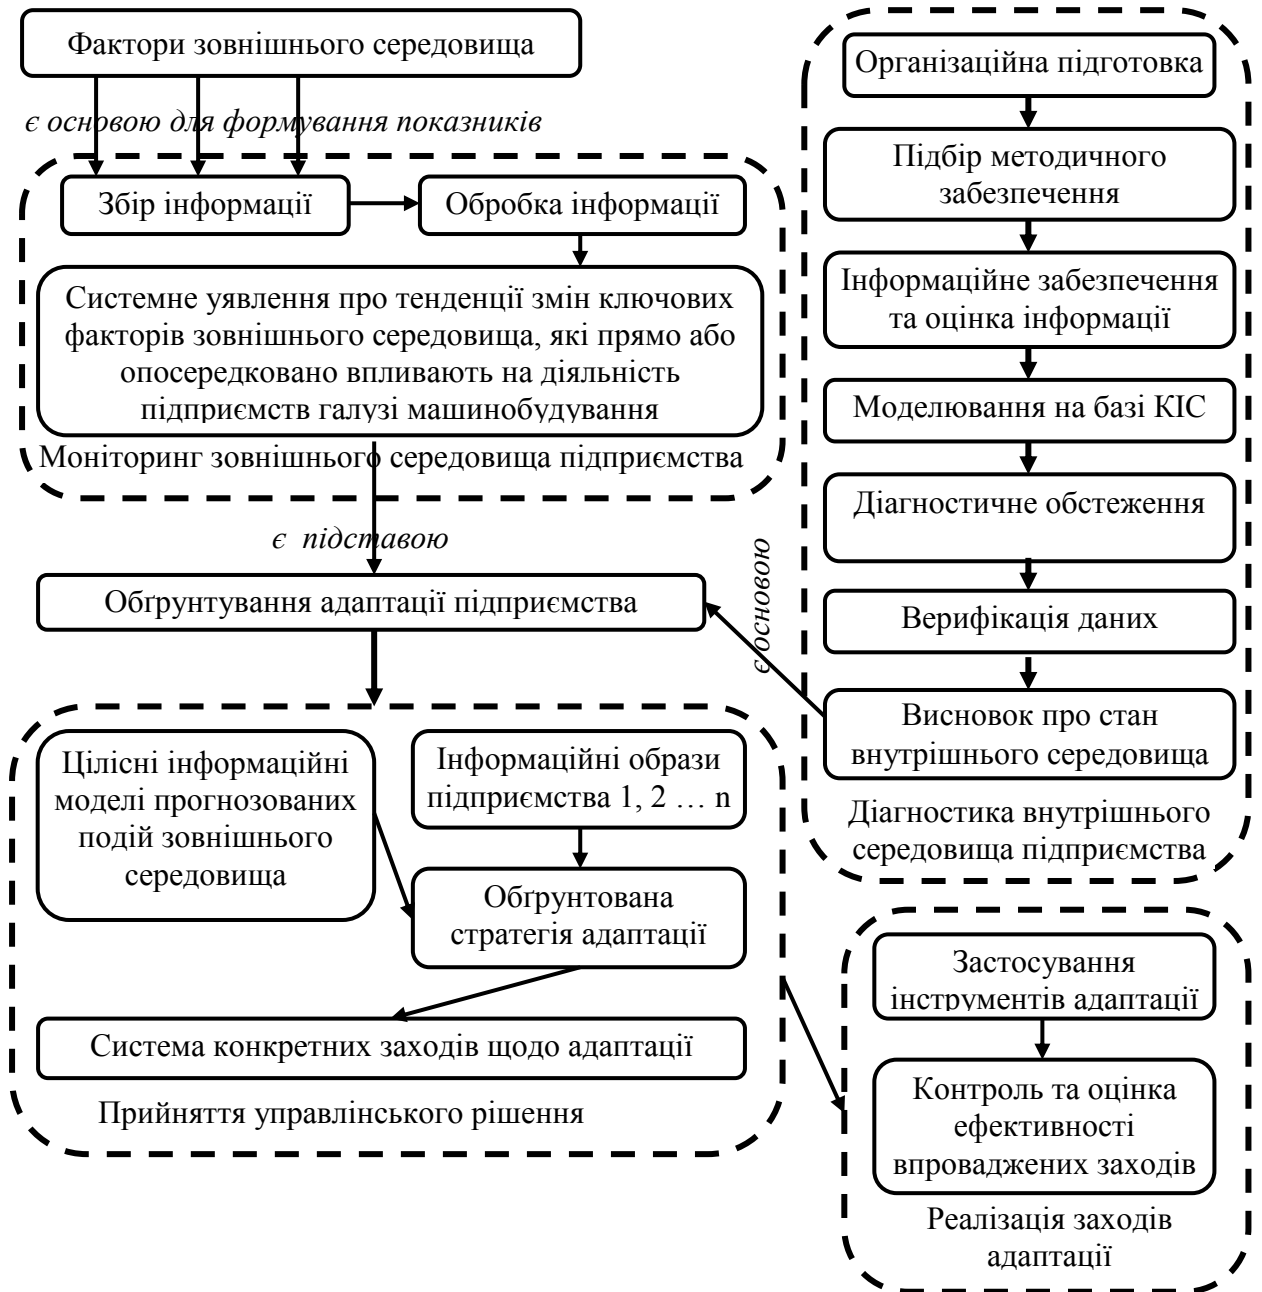 Фактори зовнішнього середовища
є основою для формування показників
Збір інформації
Обробка інформації
Системне уявлення про тенденції змін ключових
факторів зовнішнього середовища, які прямо або
опосередковано впливають на діяльність
підприємств галузі машинобудування
Моніторинг зовнішнього середовища підприємства
є підставою
Обґрунтування адаптації підприємства
Цілісні інформаційні
моделі прогнозованих
подій зовнішнього
середовища
Інформаційні образи
підприємства 1, 2 … n
Обґрунтована
стратегія адаптації
Система конкретних заходів щодо адаптації
Прийняття управлінського рішення
є основою
Організаційна підготовка
Підбір методичного
забезпечення
Інформаційне забезпечення
та оцінка інформації
Моделювання на базі КІС
Діагностичне обстеження
Верифікація даних
Висновок про стан
внутрішнього середовища
Діагностика внутрішнього
середовища підприємства
Застосування
інструментів адаптації
Контроль та оцінка
ефективності
впроваджених заходів
Реалізація заходів
адаптації